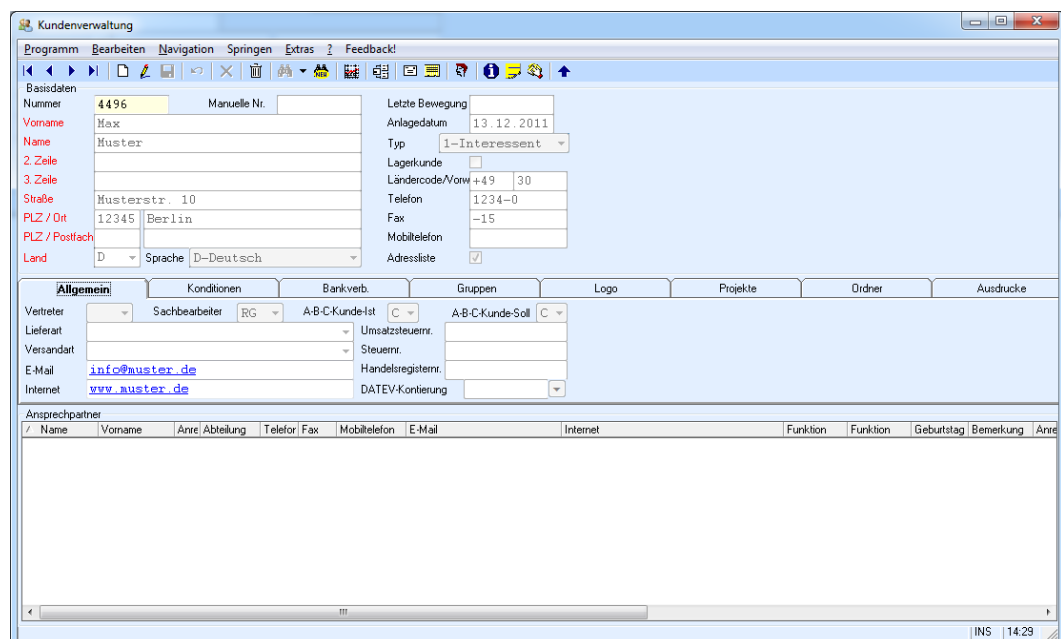 Kundenverwaltung
Programm Bearbeiten Navigation Springen Extras ? Feedback!
NEW
Basisdaten
Nummer 4496 Manuelle Nr. Letzte Bewegung
Vorname Max Anlagedatum 13.12.2011
Name Muster Typ 1-Interessent
2. Zeile Lagerkunde
3. Zeile Ländercode/Vorw +49 30
Straße Musterstr. 10 Telefon 1234-0
PLZ / Ort 12345 Berlin Fax -15
PLZ / Postfach Mobiltelefon
Land D Sprache D-Deutsch Adressliste
Allgemein Konditionen Bankverb. Gruppen Logo Projekte Ordner Ausdrucke
Vertreter Sachbearbeiter RG A-B-C-Kunde-Ist C A-B-C-Kunde-Soll C
Lieferart Umsatzsteuernr.
Versandart Steuernr.
E-Mail info@muster.de Handelsregisternr.
Internet www.muster.de DATEV-Kontierung
Ansprechpartner
/ Name Vorname Anre Abteilung Telefor Fax Mobiltelefon E-Mail Internet Funktion Funktion Geburtstag Bemerkung Anre
INS 14:29